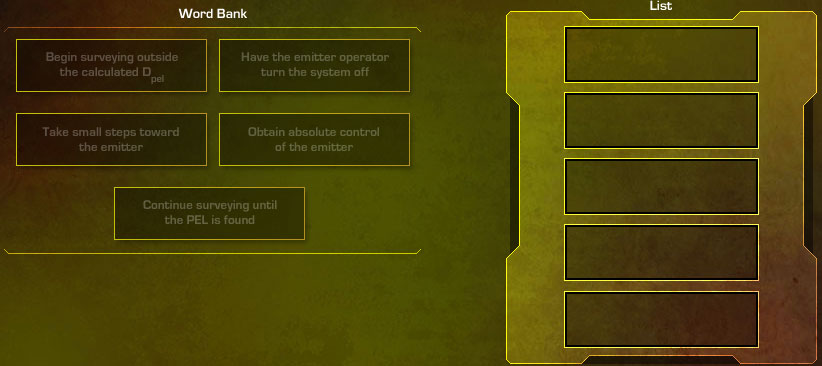 Word Bank
List
Begin surveying outside
the calculated Dpel
Have the emitter operator
turn the system off
Take small steps toward
the emitter
Obtain absolute control
of the emitter
Continue surveying until
the PEL is found